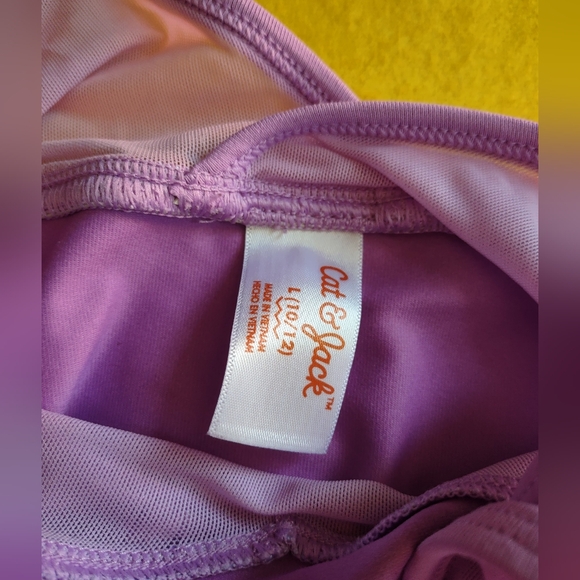 Cat & Jack™
L (10/12)
MADE IN VIETNAM
HECHO EN VIETNAM